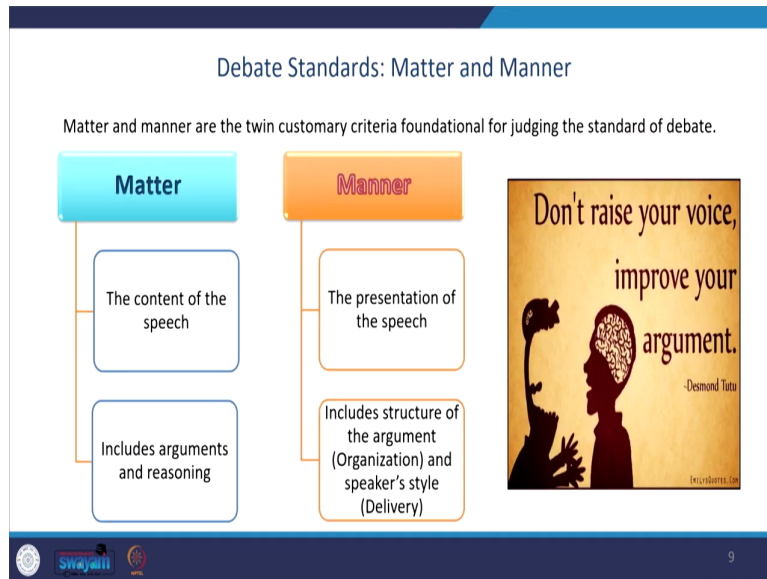 Debate Standards: Matter and Manner
Matter and manner are the twin customary criteria foundational for judging the standard of debate.
Matter
The content of the
speech
Includes arguments
and reasoning
Manner
The presentation of
the speech
Includes structure of
the argument
(Organization) and
speaker's style
(Delivery)
Don't raise your voice,
improve your
argument.
-Desmond Tutu
EmilysQuotes.Com
swayam
NPTEL
9